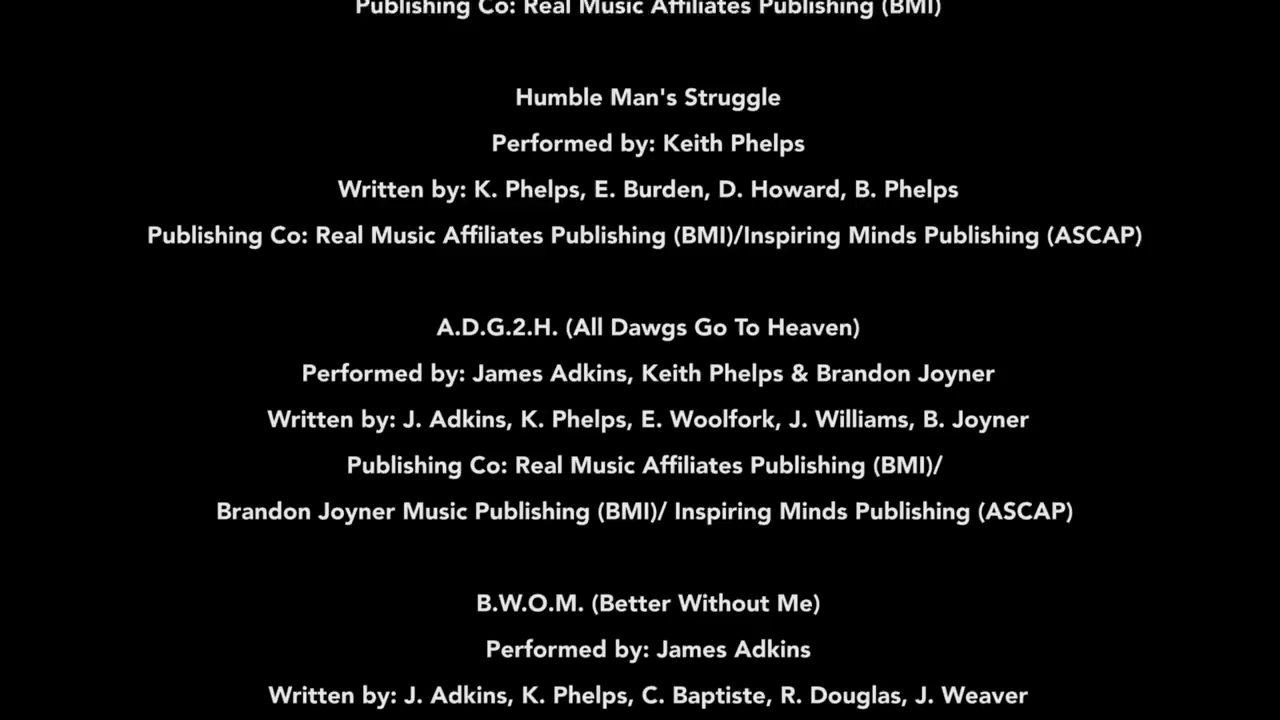 Publishing Co: Real Music Affiliates Publishing (BMI)
Humble Man's Struggle
Performed by: Keith Phelps
Written by: K. Phelps, E. Burden, D. Howard, B. Phelps
Publishing Co: Real Music Affiliates Publishing (BMI)/Inspiring Minds Publishing (ASCAP)
A.D.G.2.H. (All Dawgs Go To Heaven)
Performed by: James Adkins, Keith Phelps & Brandon Joyner
Written by: J. Adkins, K. Phelps, E. Woolfork, J. Williams, B. Joyner
Publishing Co: Real Music Affiliates Publishing (BMI)/
Brandon Joyner Music Publishing (BMI)/ Inspiring Minds Publishing (ASCAP)
B.W.O.M. (Better Without Me)
Performed by: James Adkins
Written by: J. Adkins, K. Phelps, C. Baptiste, R. Douglas, J. Weaver